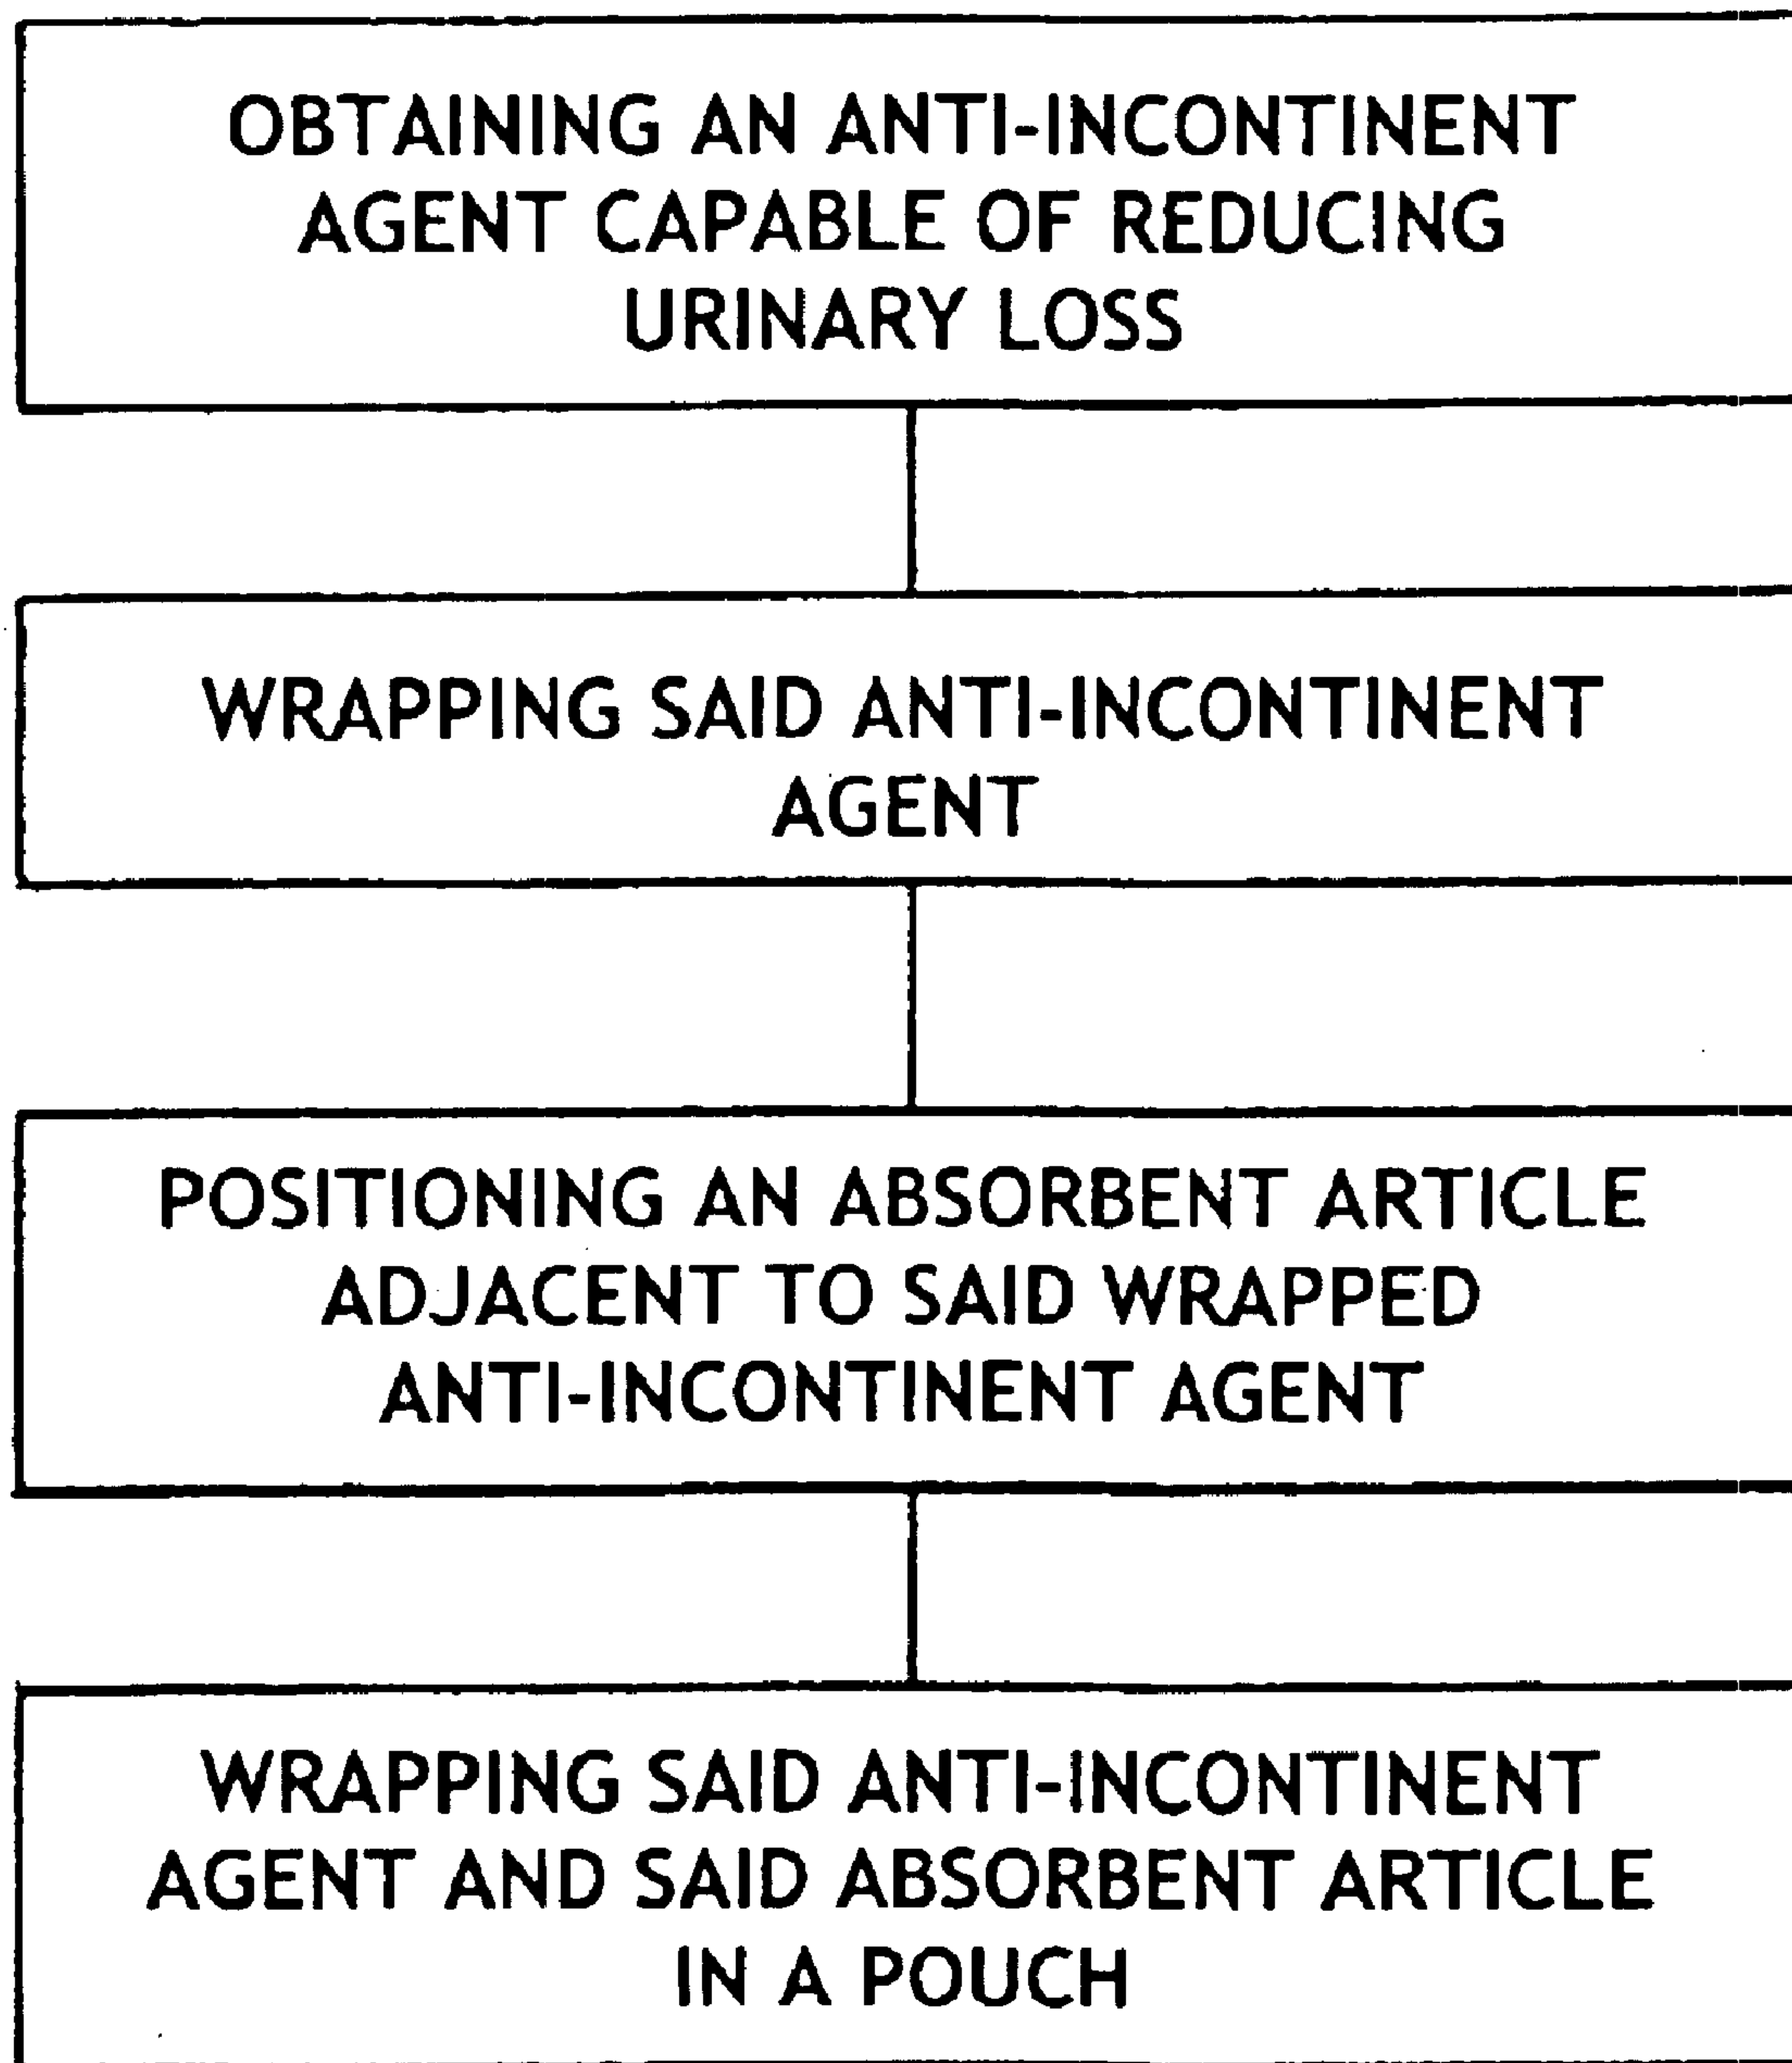 OBTAINING AN ANTI-INCONTINENT
AGENT CAPABLE OF REDUCING
URINARY LOSS
WRAPPING SAID ANTI-INCONTINENT
AGENT
POSITIONING AN ABSORBENT ARTICLE
ADJACENT TO SAID WRAPPED
ANTI-INCONTINENT AGENT
WRAPPING SAID ANTI-INCONTINENT
AGENT AND SAID ABSORBENT ARTICLE
IN A POUCH